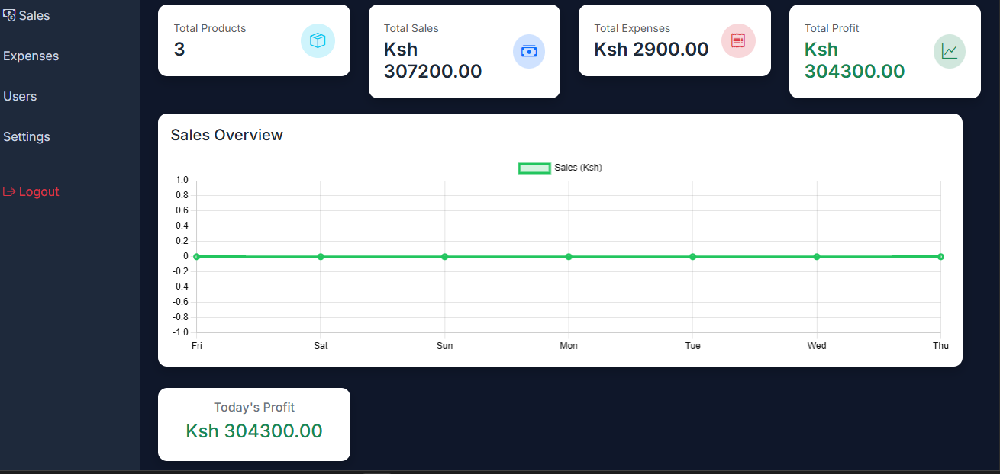 Sales
Expenses
Users
Settings
Logout
Total Products
3
Total Sales
Ksh
307200.00
Total Expenses
Ksh 2900.00
Total Profit
Ksh
304300.00
Sales Overview
Sales (Ksh)
1.0
0.8
0.6
0.4
0.2
0
-0.2
-0.4
-0.6
-0.8
-1.0
Fri Sat Sun Mon Tue Wed Thu
Today's Profit
Ksh 304300.00